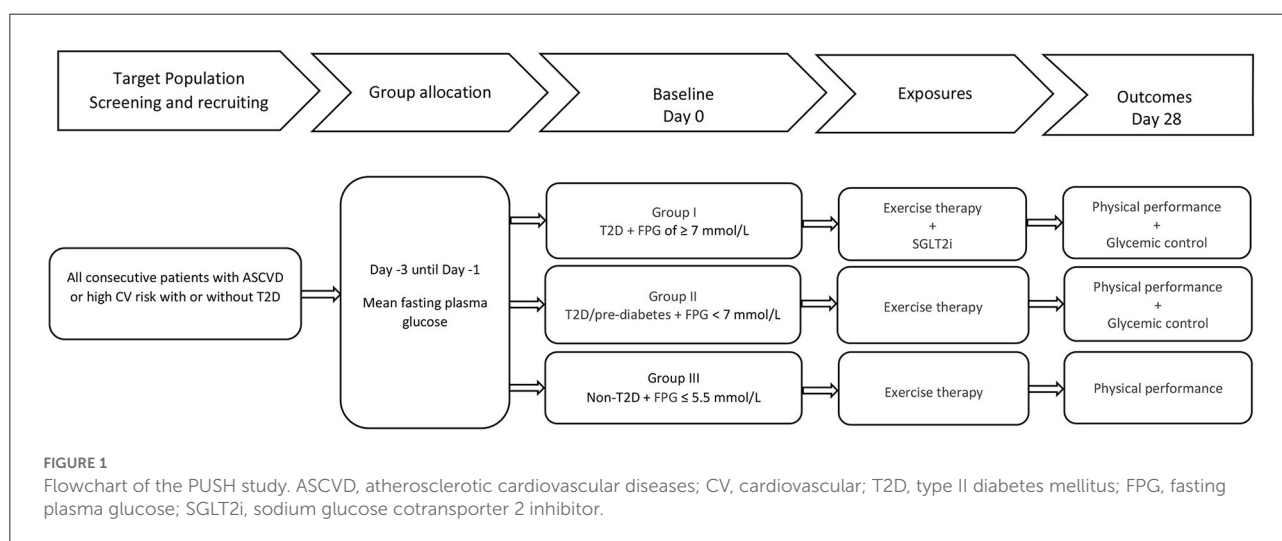 Target Population
Screening and recruiting
Group allocation
Baseline
Day 0
Exposures
Outcomes
Day 28
All consecutive patients with ASCVD
or high CV risk with or without T2D
Day -3 until Day -1
Mean fasting plasma
glucose
Group I
T2D + FPG of ≥ 7 mmol/L
Exercise therapy
+
SGLT2i
Physical performance
+
Glycemic control
Group II
T2D/pre-diabetes + FPG < 7 mmol/L
Exercise therapy
Physical performance
+
Glycemic control
Group III
Non-T2D + FPG ≤ 5.5 mmol/L
Exercise therapy
Physical performance
FIGURE 1
Flowchart of the PUSH study. ASCVD, atherosclerotic cardiovascular diseases; CV, cardiovascular; T2D, type II diabetes mellitus; FPG, fasting
plasma glucose; SGLT2i, sodium glucose cotransporter 2 inhibitor.